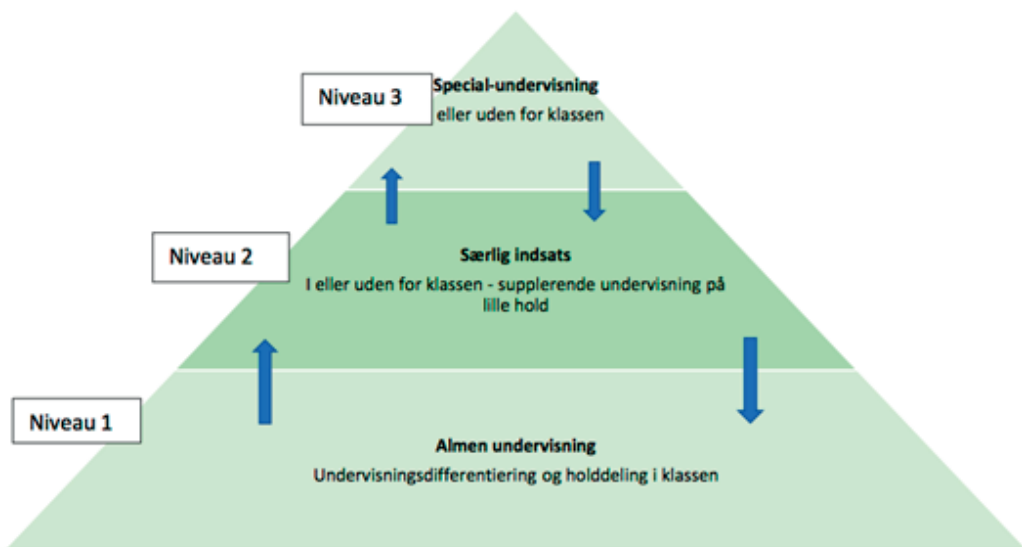 Niveau 3
Special-undervisning
eller uden for klassen
Niveau 2
Særlig indsats
I eller uden for klassen - supplerende undervisning på
lille hold
Niveau 1
Almen undervisning
Undervisningsdifferentiering og holddeling i klassen